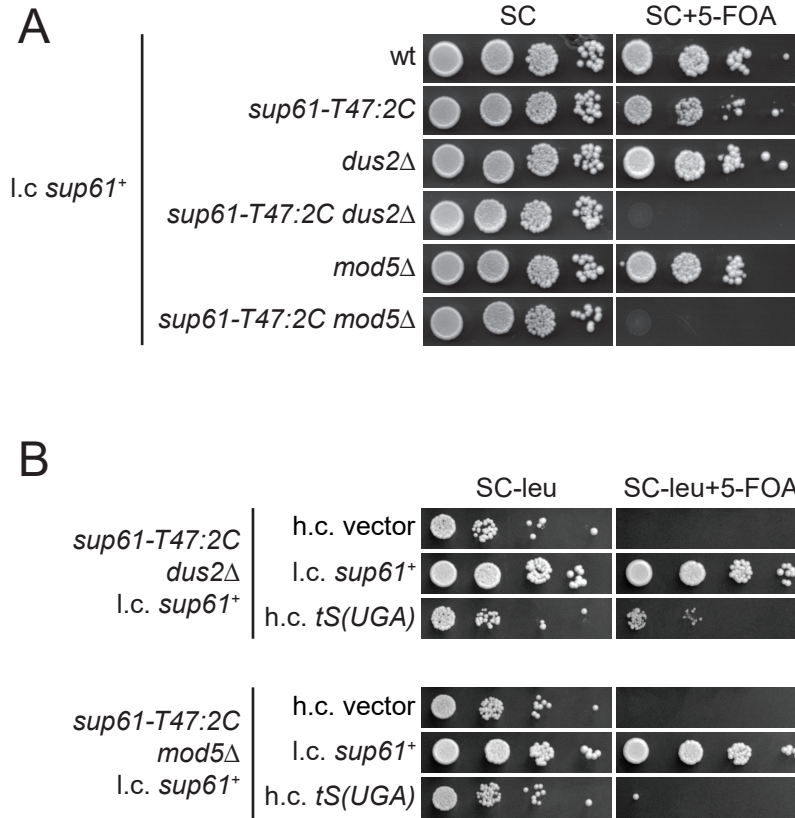 A
SC SC+5-FOA
wt
sup61-T47:2C
dus2Δ
l.c sup61⁺
sup61-T47:2C dus2Δ
mod5Δ
sup61-T47:2C mod5Δ
B
SC-leu SC-leu+5-FOA
sup61-T47:2C
dus2Δ
l.c. sup61⁺
h.c. vector
l.c. sup61⁺
h.c. tS(UGA)
sup61-T47:2C
mod5Δ
l.c. sup61⁺
h.c. vector
l.c. sup61⁺
h.c. tS(UGA)